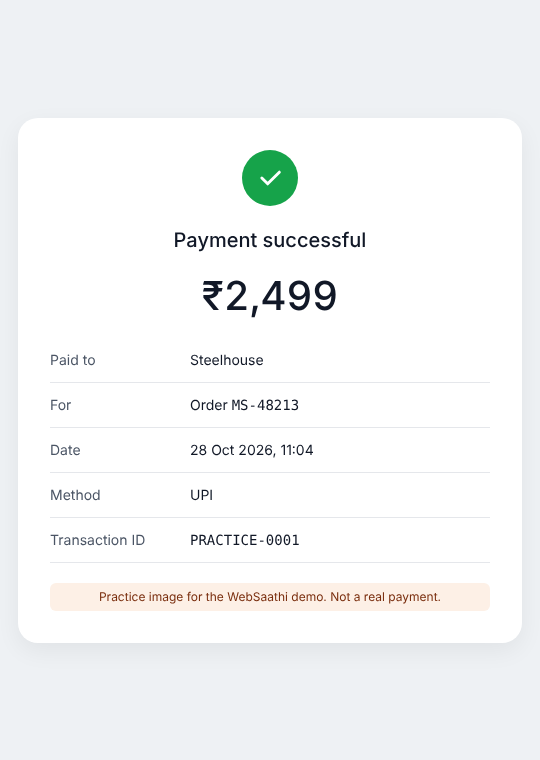 Payment successful
₹2,499
Paid to Steelhouse
For Order MS-48213
Date 28 Oct 2026, 11:04
Method UPI
Transaction ID PRACTICE-0001
Practice image for the WebSaathi demo. Not a real payment.